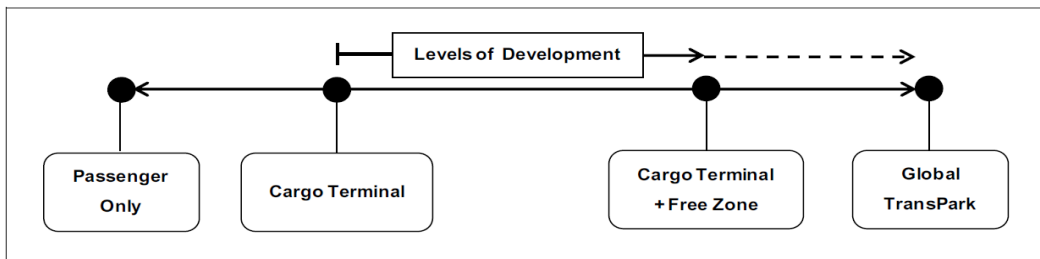 Levels of Development
Passenger
Only
Cargo Terminal
Cargo Terminal
+ Free Zone
Global
TransPark